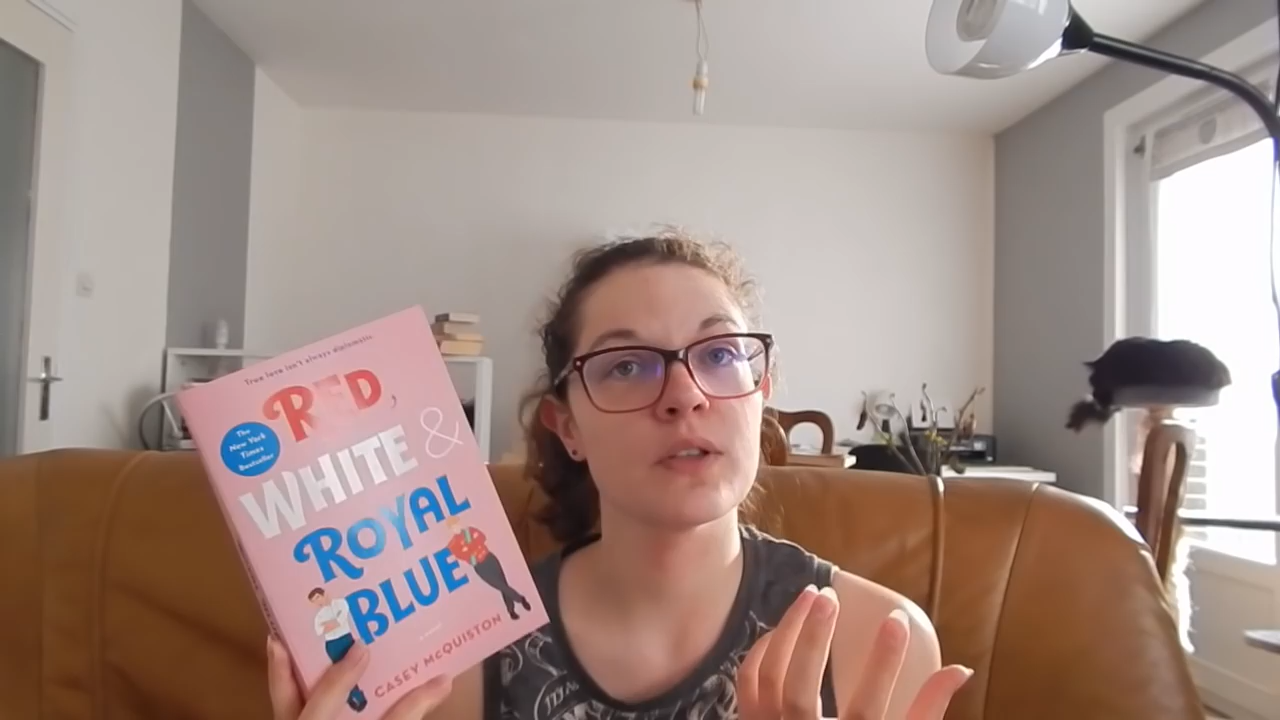 True love isn't always diplomatic
RED,
WHITE &
ROYAL
BLUE
The
New York
Times
Bestseller
CASEY McQUISTON